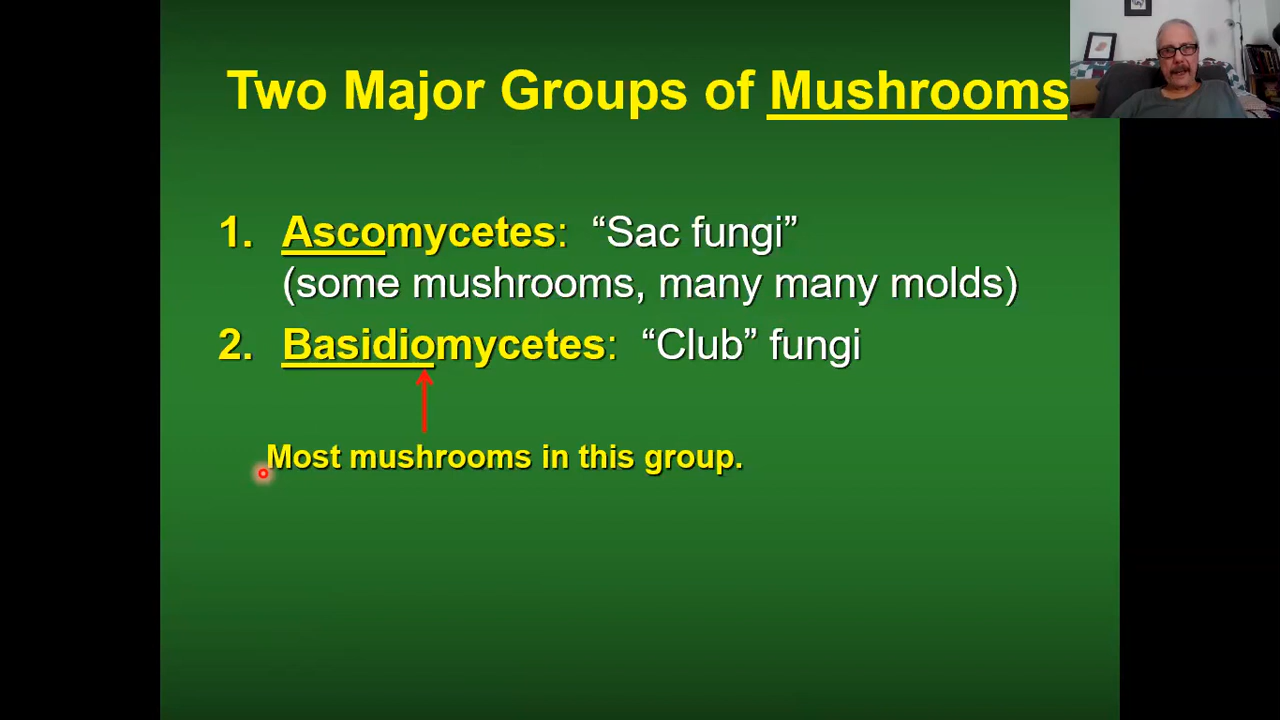 Two Major Groups of Mushrooms
1. Ascomycetes: “Sac fungi”
(some mushrooms, many many molds)
2. Basidiomycetes: “Club” fungi
Most mushrooms in this group.